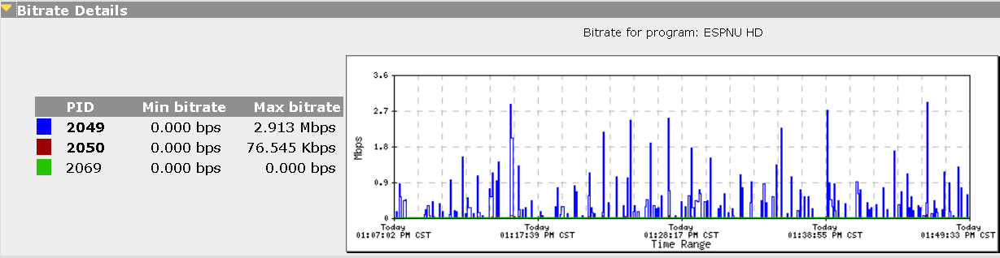 Bitrate Details
Bitrate for program: ESPNU HD
PID Min bitrate Max bitrate
2049 0.000 bps 2.913 Mbps
2050 0.000 bps 76.545 Kbps
2069 0.000 bps 0.000 bps
Mbps
3.6
2.7
1.8
0.9
0
Today Today Today Today Today
01:07:02 PM CST 01:17:39 PM CST 01:28:17 PM CST 01:38:55 PM CST 01:49:33 PM CST
Time Range